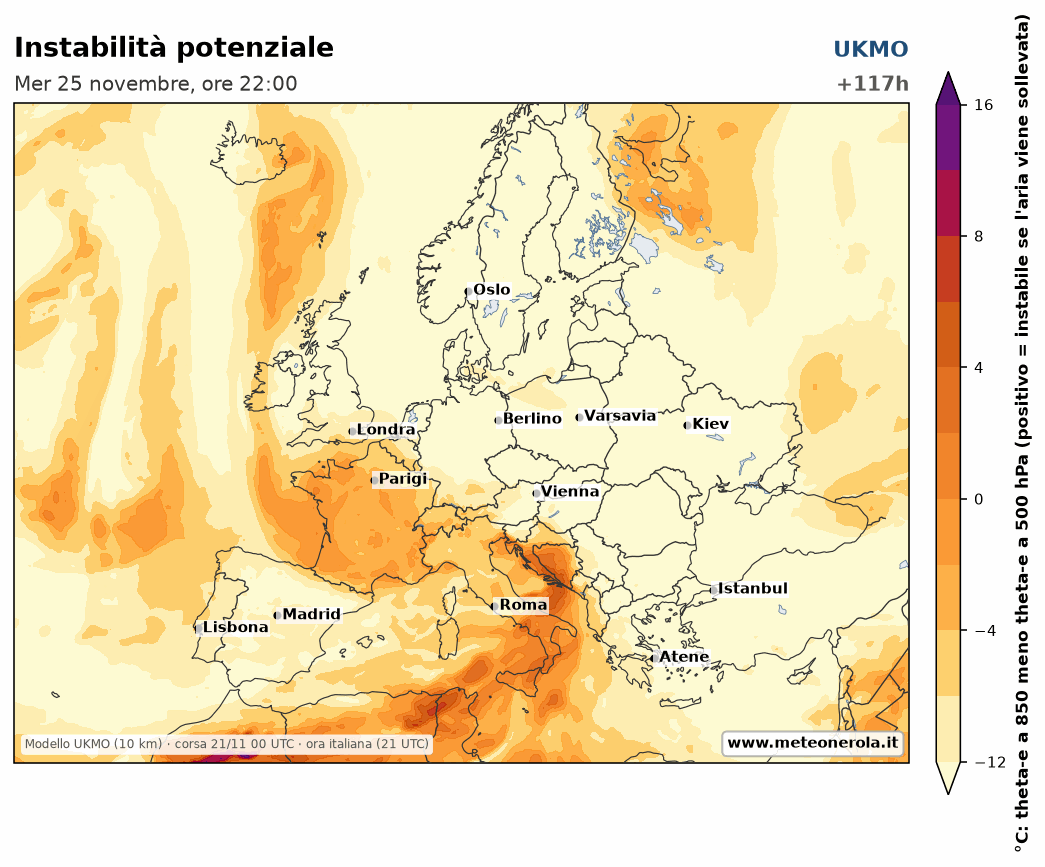 Instabilità potenziale
UKMO
Mer 25 novembre, ore 22:00
+117h
Oslo
Berlino
Varsavia
Kiev
Londra
Parigi
Vienna
Istanbul
Roma
Madrid
Lisbona
Atene
Modello UKMO (10 km) · corsa 21/11 00 UTC · ora italiana (21 UTC)
www.meteonerola.it
16
8
4
0
−4
−12
°C: theta-e a 850 meno theta-e a 500 hPa (positivo = instabile se l'aria viene sollevata)